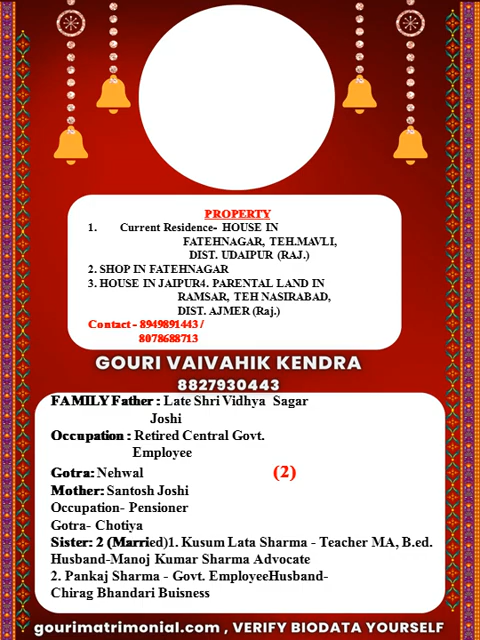 PROPERTY
1. Current Residence- HOUSE IN
FATEHNAGAR, TEH.MAVLI,
DIST. UDAIPUR (RAJ.)
2. SHOP IN FATEHNAGAR
3. HOUSE IN JAIPUR4. PARENTAL LAND IN
RAMSAR, TEH NASIRABAD,
DIST. AJMER (Raj.)
Contact - 8949891443 /
8078688713
GOURI VAIVAHIK KENDRA
8827930443
FAMILY Father : Late Shri Vidhya Sagar
Joshi
Occupation : Retired Central Govt.
Employee
Gotra: Nehwal (2)
Mother: Santosh Joshi
Occupation- Pensioner
Gotra- Chotiya
Sister: 2 (Married)1. Kusum Lata Sharma - Teacher MA, B.ed.
Husband-Manoj Kumar Sharma Advocate
2. Pankaj Sharma - Govt. EmployeeHusband-
Chirag Bhandari Buisness
gourimatrimonial.com , VERIFY BIODATA YOURSELF